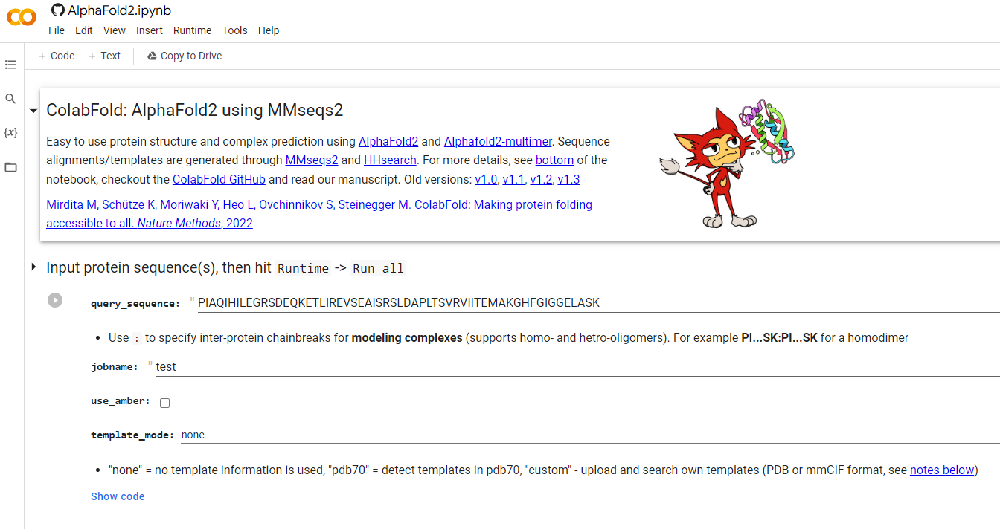 AlphaFold2.ipynb
File Edit View Insert Runtime Tools Help
+ Code + Text Copy to Drive
ColabFold: AlphaFold2 using MMseqs2
Easy to use protein structure and complex prediction using AlphaFold2 and Alphafold2-multimer. Sequence
alignments/templates are generated through MMseqs2 and HHsearch. For more details, see bottom of the
notebook, checkout the ColabFold GitHub and read our manuscript. Old versions: v1.0, v1.1, v1.2, v1.3
Mirdita M, Schütze K, Moriwaki Y, Heo L, Ovchinnikov S, Steinegger M. ColabFold: Making protein folding
accessible to all. Nature Methods, 2022
{x}
Input protein sequence(s), then hit Runtime -> Run all
query_sequence: " PIAQIHILEGRSDEQKETLIREVSEAISRSLDAPLTSVRVIITEMAKGHFGIGGELASK
• Use : to specify inter-protein chainbreaks for modeling complexes (supports homo- and hetro-oligomers). For example PI...SK:PI...SK for a homodimer
jobname: " test
use_amber:
template_mode: none
• "none" = no template information is used, "pdb70" = detect templates in pdb70, "custom" - upload and search own templates (PDB or mmCIF format, see notes below)
Show code